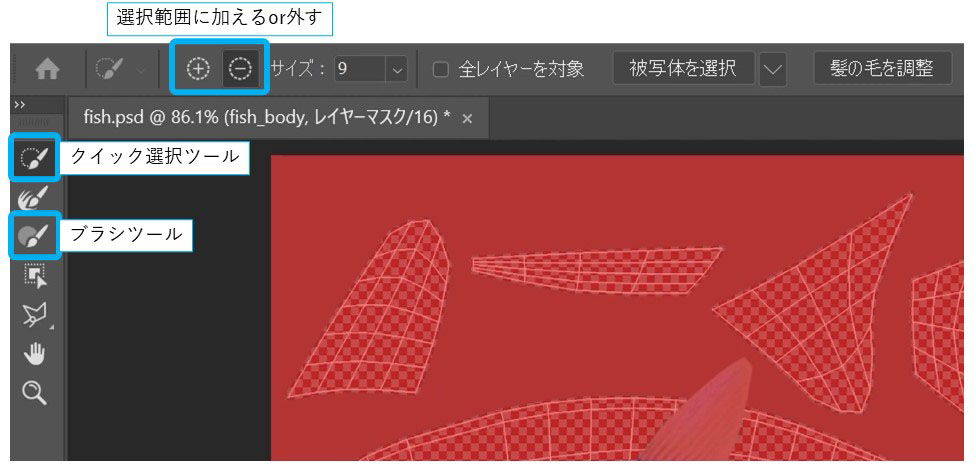 選択範囲に加えるor外す
サイズ： 9 全レイヤーを対象 被写体を選択 髪の毛を調整
fish.psd @ 86.1% (fish_body, レイヤーマスク/16) * ×
クイック選択ツール
ブラシツール